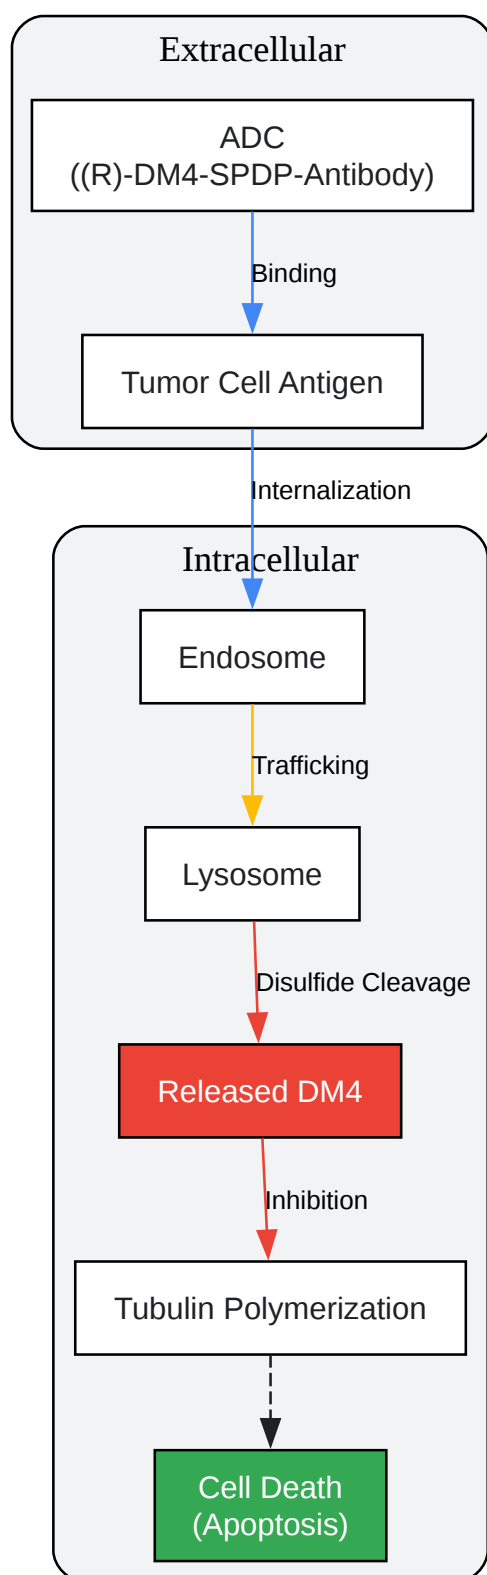 Extracellular
ADC
((R)-DM4-SPDP-Antibody)
Binding
Tumor Cell Antigen
Internalization
Intracellular
Endosome
Trafficking
Lysosome
Disulfide Cleavage
Released DM4
Inhibition
Tubulin Polymerization
Cell Death
(Apoptosis)